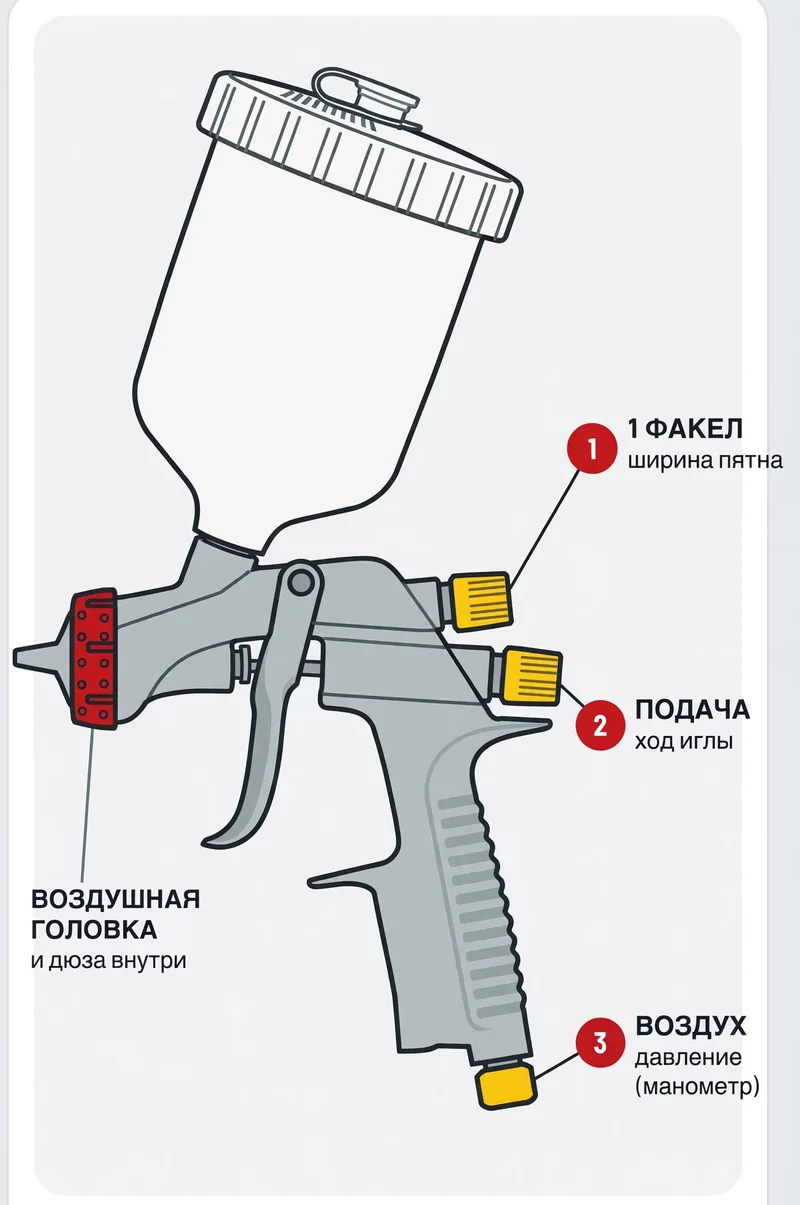 1
1 ФАКЕЛ
ширина пятна
2
ПОДАЧА
ход иглы
ВОЗДУШНАЯ
ГОЛОВКА
и дюза внутри
3
ВОЗДУХ
давление
(манометр)